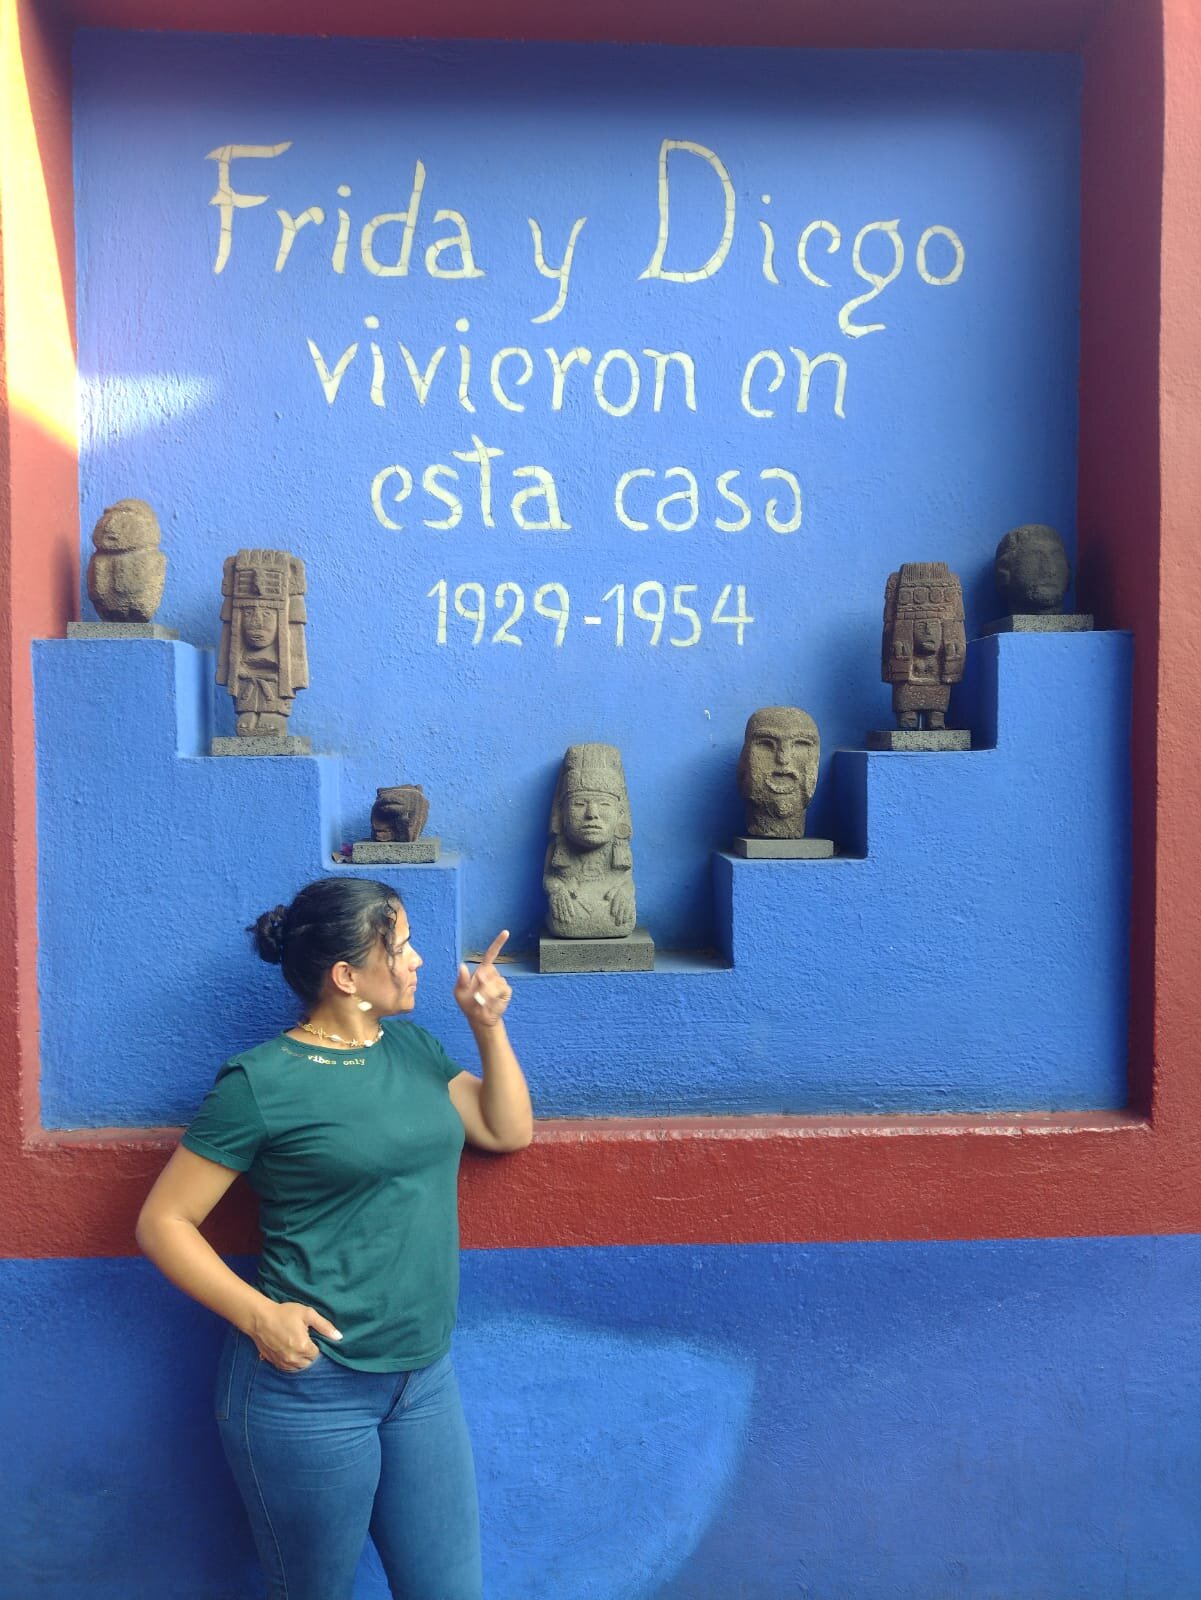 Frida y Diego
vivieron en
esta casa
1929-1954
vibes only